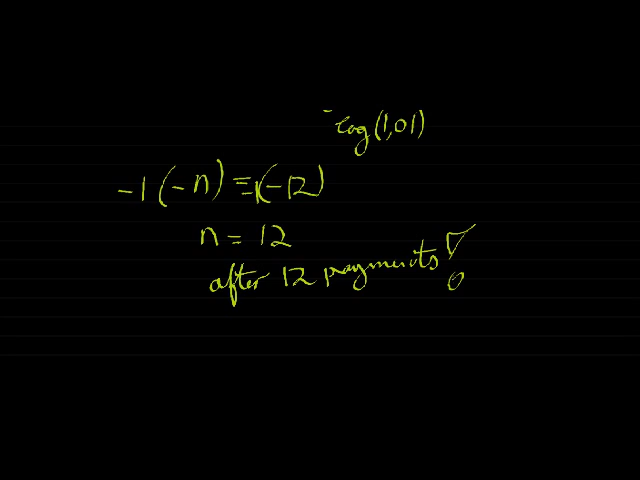 log(1,01)
-1(-n) = -1(-12)
n = 12
after 12 payments!